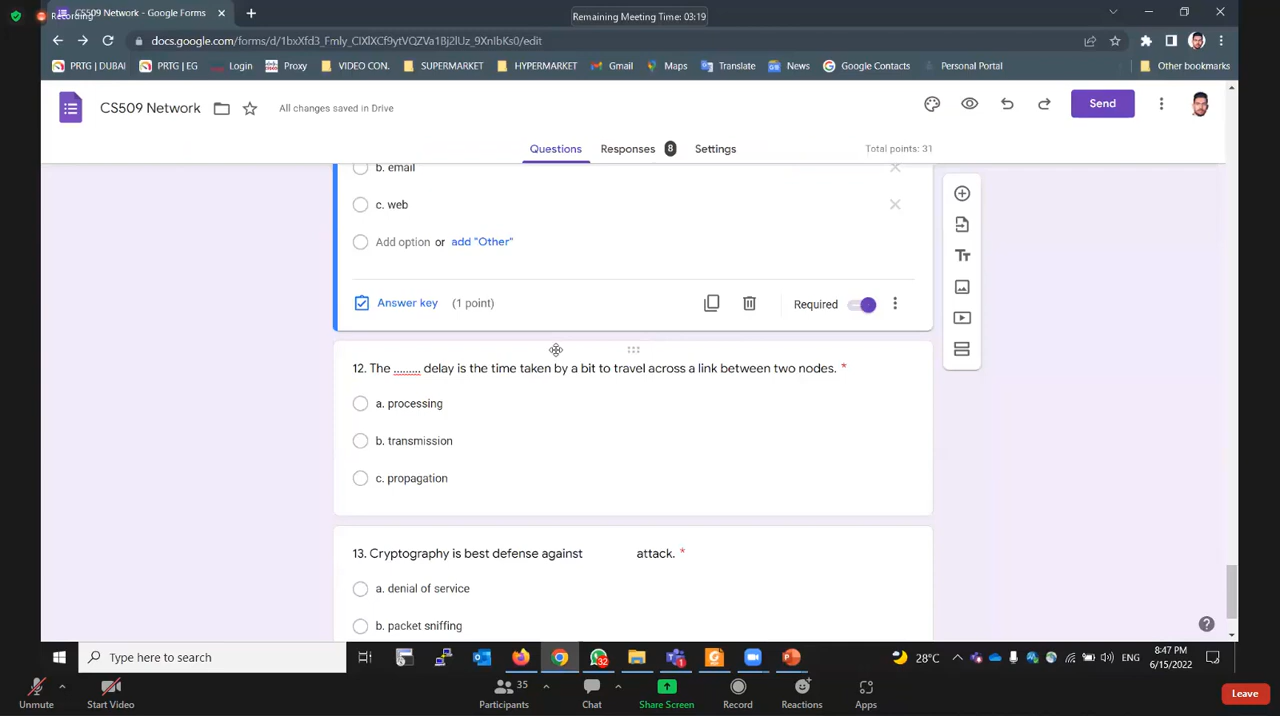 Recording
CS509 Network - Google Forms
Remaining Meeting Time: 03:19
docs.google.com/forms/d/1bxXfd3_Fmly_ClXlXCf9ytVQZVa1Bj2lUz_9XnIbKs0/edit
PRTG | DUBAI
PRTG | EG
Login
Proxy
VIDEO CON.
SUPERMARKET
HYPERMARKET
Gmail
Maps
Translate
News
Google Contacts
Personal Portal
Other bookmarks
CS509 Network
All changes saved in Drive
Send
Questions
Responses 8
Settings
Total points: 31
b. email
c. web
Add option or add "Other"
Answer key (1 point)
Required
12. The ......... delay is the time taken by a bit to travel across a link between two nodes. *
a. processing
b. transmission
c. propagation
13. Cryptography is best defense against attack. *
a. denial of service
b. packet sniffing
Type here to search
32
1
28°C
ENG
8:47 PM
6/15/2022
Unmute
Start Video
35
Participants
Chat
Share Screen
Record
Reactions
Apps
Leave